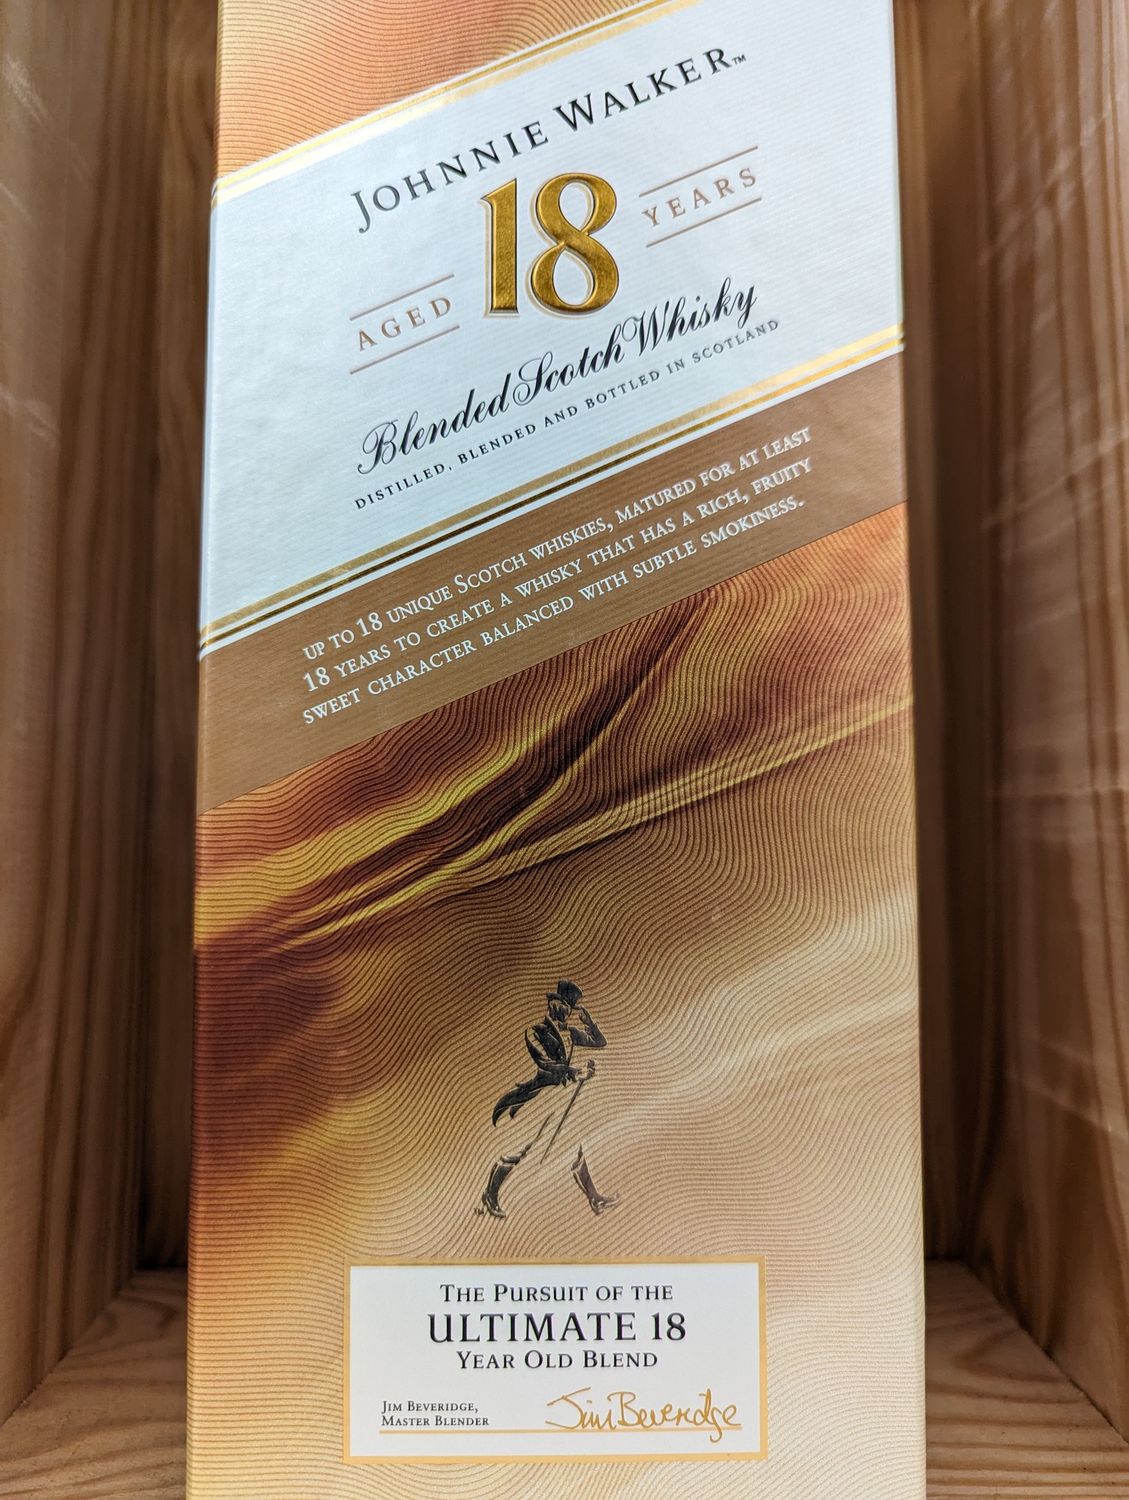 JOHNNIE WALKER™
AGED 18 YEARS
Blended Scotch Whisky
DISTILLED, BLENDED AND BOTTLED IN SCOTLAND
UP TO 18 UNIQUE SCOTCH WHISKIES, MATURED FOR AT LEAST
18 YEARS TO CREATE A WHISKY THAT HAS A RICH, FRUITY
SWEET CHARACTER BALANCED WITH SUBTLE SMOKINESS.
THE PURSUIT OF THE
ULTIMATE 18
YEAR OLD BLEND
JIM BEVERIDGE,
MASTER BLENDER
Jim Beveridge